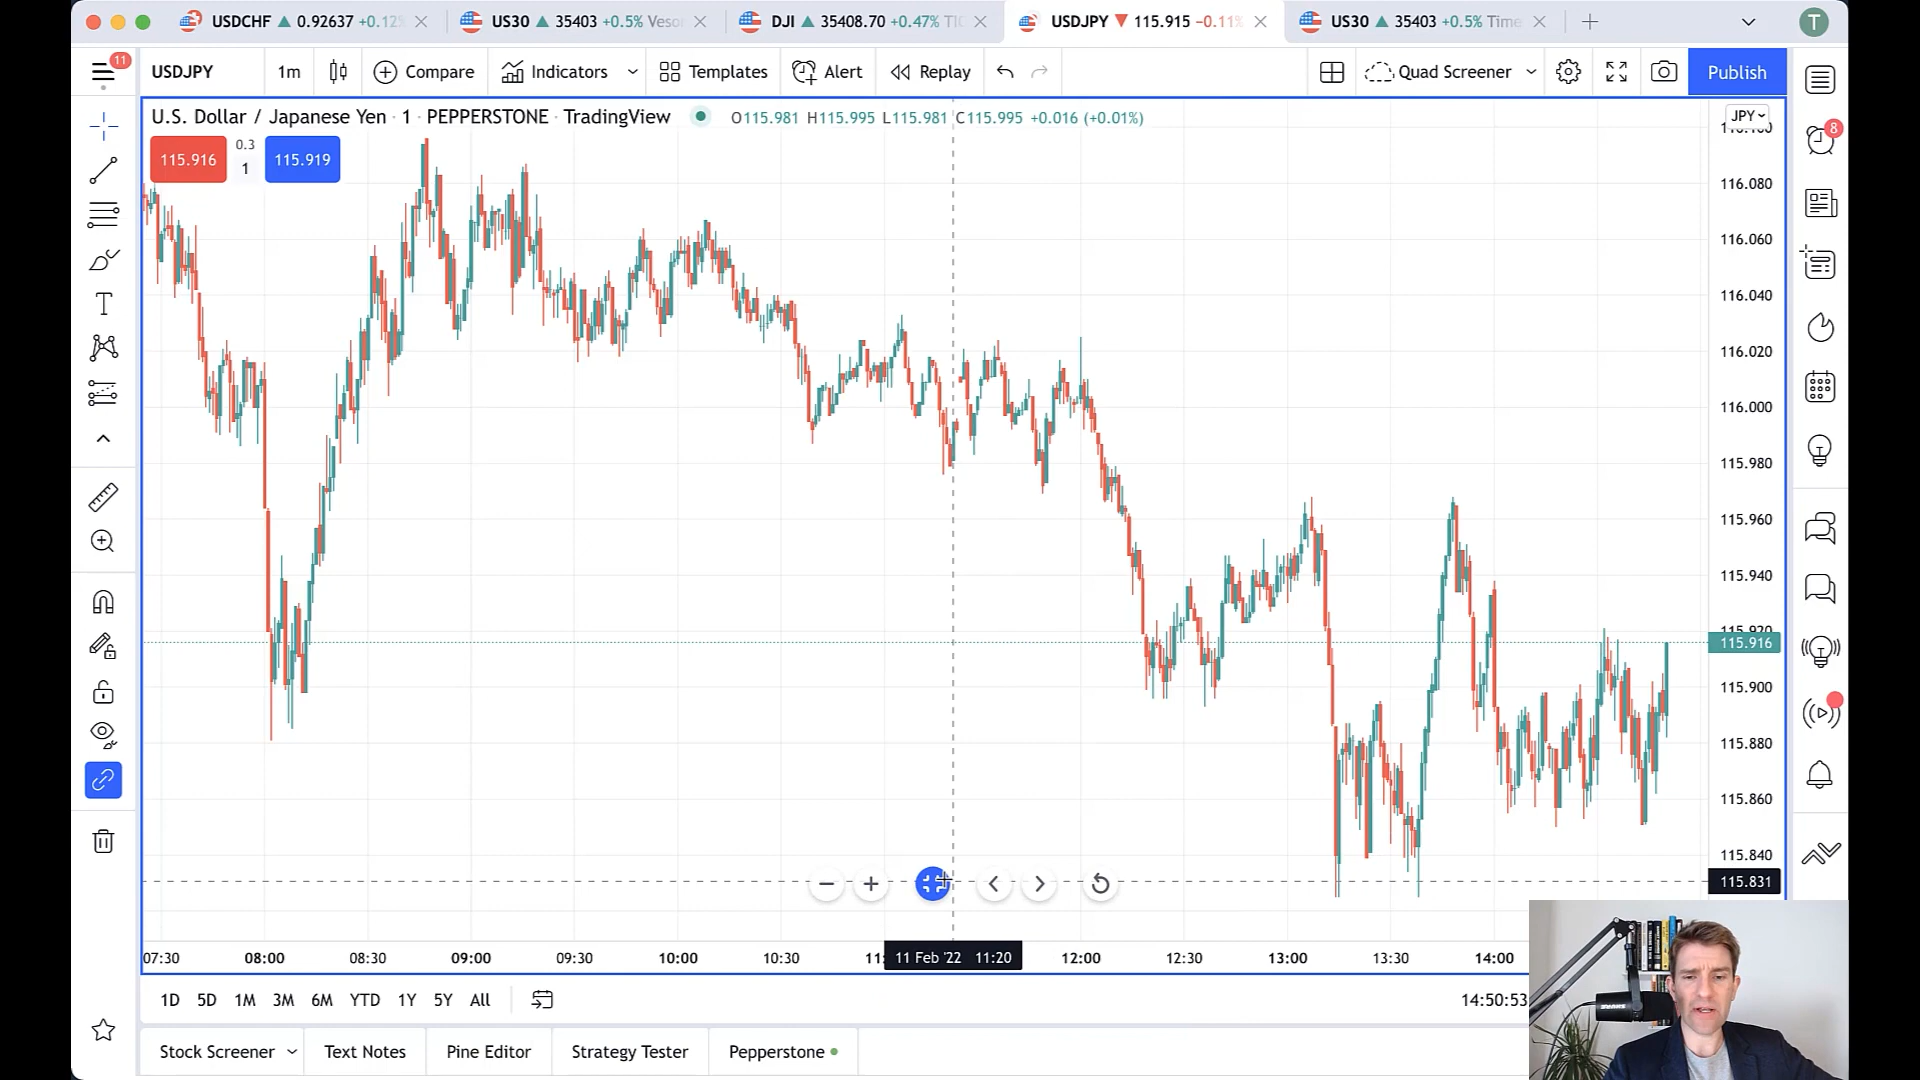 USDCHF ▲ 0.92637 +0.12%
US30 ▲ 35403 +0.5%
DJI ▲ 35408.70 +0.47%
USDJPY ▼ 115.915 −0.11%
US30 ▲ 35403 +0.5% Time
T
11
USDJPY
1m
Compare
Indicators
Templates
Alert
Replay
Quad Screener
Publish
U.S. Dollar / Japanese Yen · 1 · PEPPERSTONE · TradingView
O115.981 H115.995 L115.981 C115.995 +0.016 (+0.01%)
JPY
115.916
0.3
1
115.919
8
116.080
116.060
116.040
116.020
116.000
115.980
115.960
115.940
115.920
115.916
115.900
115.880
115.860
115.840
115.831
07:30 08:00 08:30 09:00 09:30 10:00 10:30 11 Feb '22 11:20 12:00 12:30 13:00 13:30 14:00
1D 5D 1M 3M 6M YTD 1Y 5Y All
14:50:53
Stock Screener
Text Notes
Pine Editor
Strategy Tester
Pepperstone